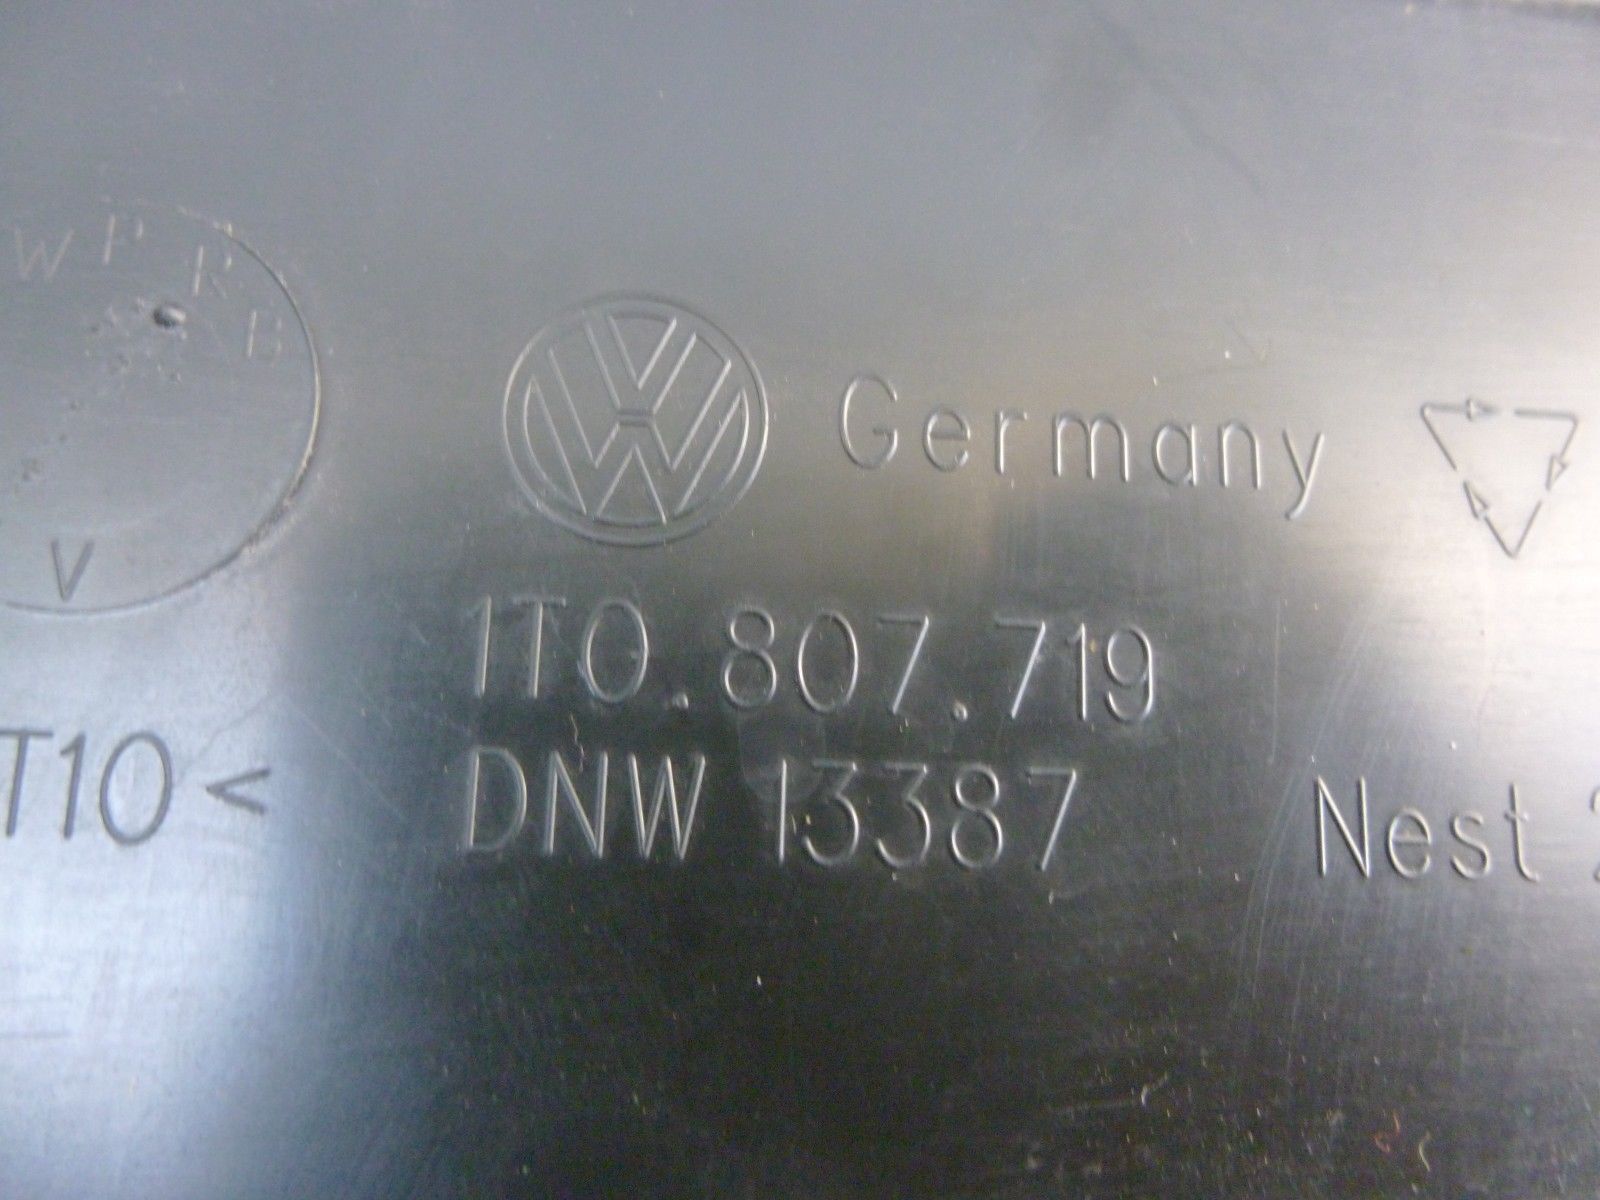 W P R B
V
Germany
1T0.807.719
T10<
DNW 13387
Nest